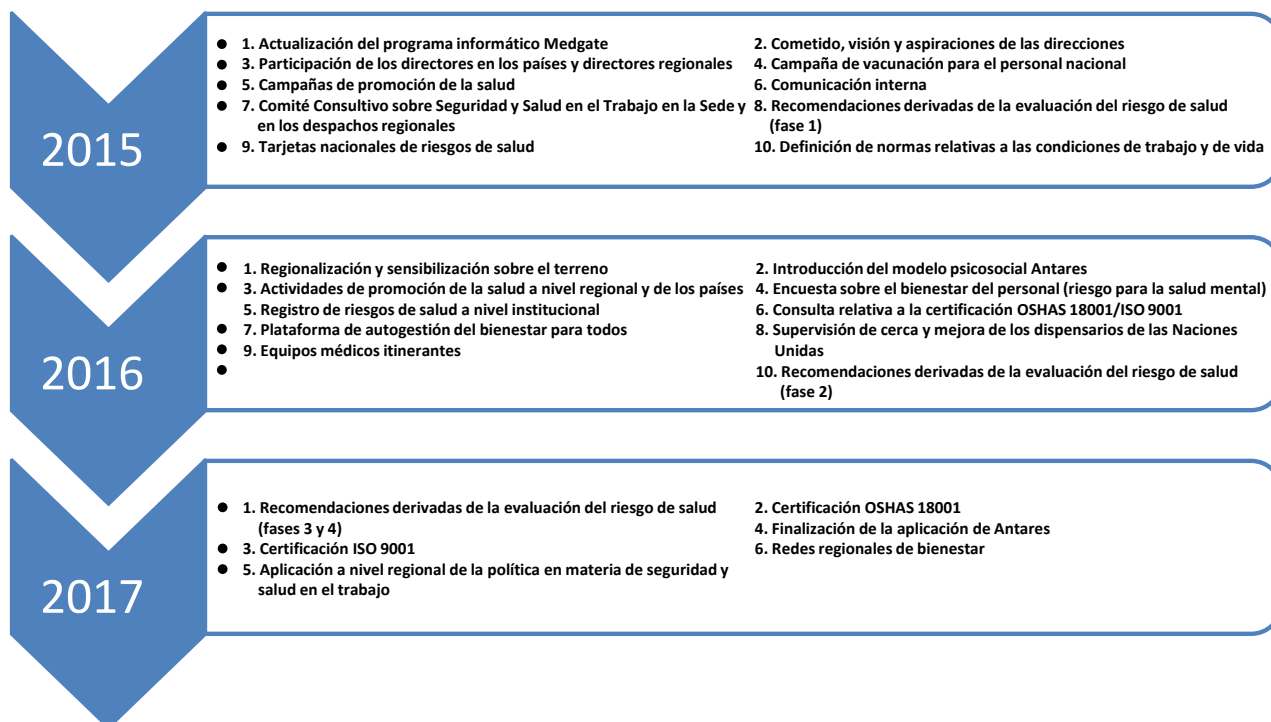 2015
● 1. Actualización del programa informático Medgate
2. Cometido, visión y aspiraciones de las direcciones
● 3. Participación de los directores en los países y directores regionales
4. Campaña de vacunación para el personal nacional
● 5. Campañas de promoción de la salud
6. Comunicación interna
● 7. Comité Consultivo sobre Seguridad y Salud en el Trabajo en la Sede y
en los despachos regionales
8. Recomendaciones derivadas de la evaluación del riesgo de salud
(fase 1)
● 9. Tarjetas nacionales de riesgos de salud
10. Definición de normas relativas a las condiciones de trabajo y de vida
2016
● 1. Regionalización y sensibilización sobre el terreno
2. Introducción del modelo psicosocial Antares
● 3. Actividades de promoción de la salud a nivel regional y de los países
4. Encuesta sobre el bienestar del personal (riesgo para la salud mental)
5. Registro de riesgos de salud a nivel institucional
6. Consulta relativa a la certificación OSHAS 18001/ISO 9001
● 7. Plataforma de autogestión del bienestar para todos
8. Supervisión de cerca y mejora de los dispensarios de las Naciones
Unidas
● 9. Equipos médicos itinerantes
●
10. Recomendaciones derivadas de la evaluación del riesgo de salud
(fase 2)
2017
● 1. Recomendaciones derivadas de la evaluación del riesgo de salud
(fases 3 y 4)
2. Certificación OSHAS 18001
● 3. Certificación ISO 9001
4. Finalización de la aplicación de Antares
● 5. Aplicación a nivel regional de la política en materia de seguridad y
salud en el trabajo
6. Redes regionales de bienestar